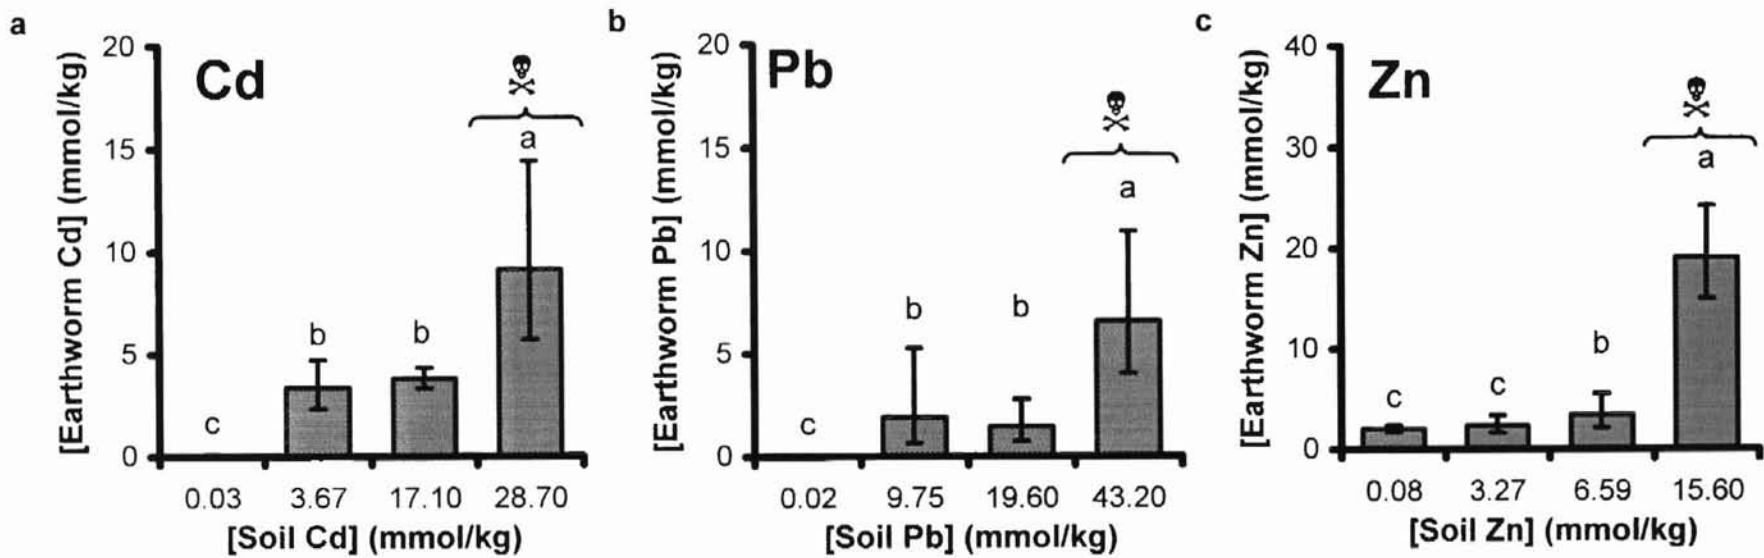 a
Cd
[Earthworm Cd] (mmol/kg)
20
15
10
5
0
c
b
b
a
0.03 3.67 17.10 28.70
[Soil Cd] (mmol/kg)
b
Pb
[Earthworm Pb] (mmol/kg)
20
15
10
5
0
c
b
b
a
0.02 9.75 19.60 43.20
[Soil Pb] (mmol/kg)
c
Zn
[Earthworm Zn] (mmol/kg)
40
30
20
10
0
c
c
b
a
0.08 3.27 6.59 15.60
[Soil Zn] (mmol/kg)